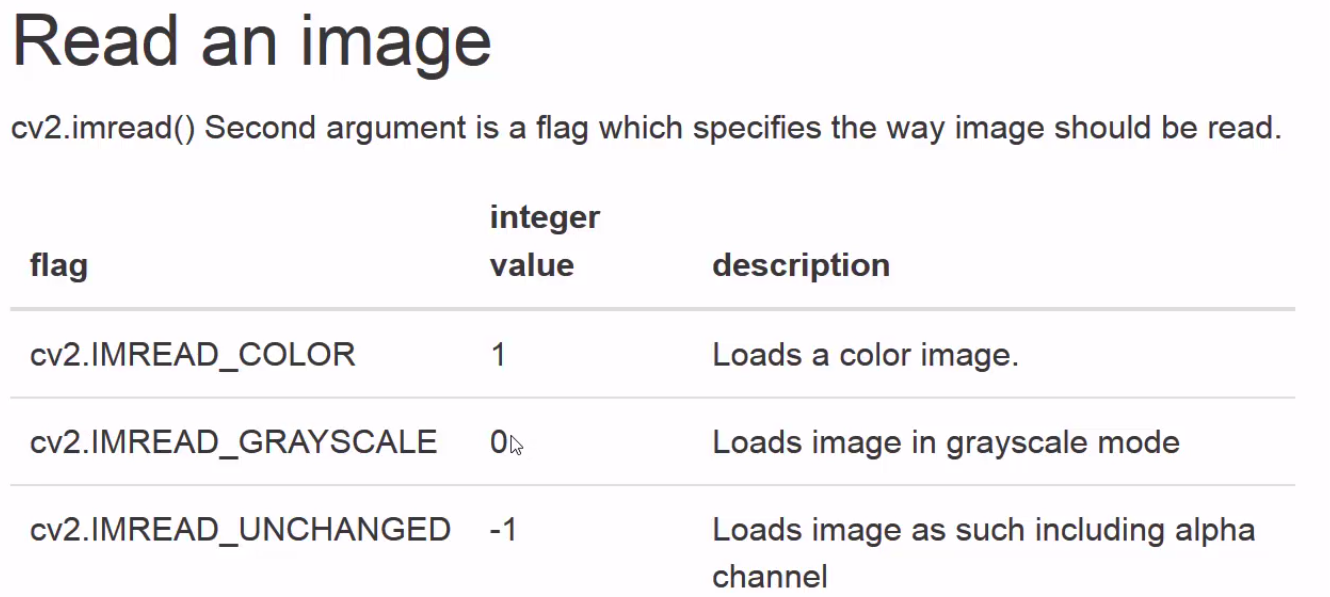 Read an image
cv2.imread() Second argument is a flag which specifies the way image should be read.
integer
flag value description
cv2.IMREAD_COLOR 1 Loads a color image.
cv2.IMREAD_GRAYSCALE 0 Loads image in grayscale mode
cv2.IMREAD_UNCHANGED -1 Loads image as such including alpha
channel